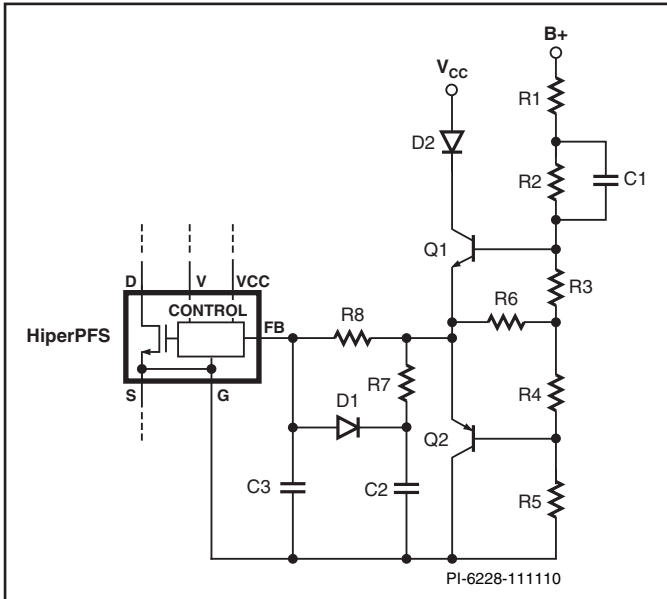 B+
V_CC
R1
D2
R2
C1
Q1
R3
D
V
VCC
R6
CONTROL
R8
HiperPFS
FB
R7
R4
S
G
D1
Q2
C3
C2
R5
PI-6228-111110